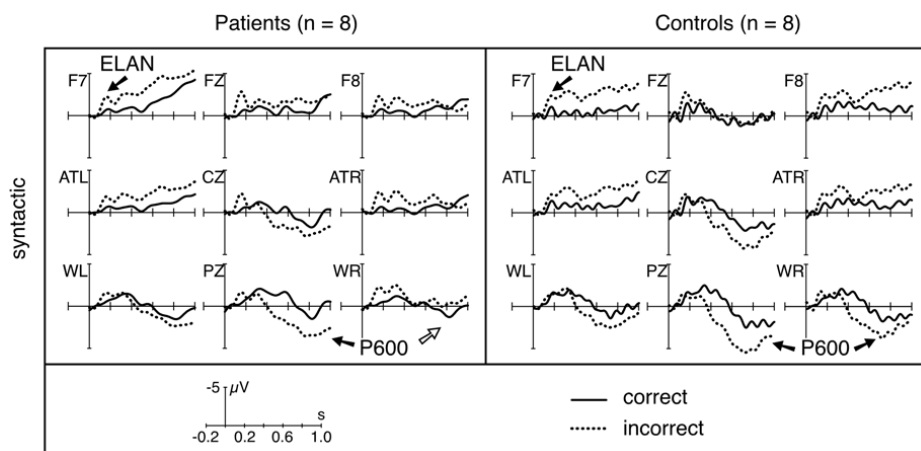 Patients (n = 8) Controls (n = 8)
ELAN ELAN
F7 FZ F8 F7 FZ F8
ATL CZ ATR ATL CZ ATR
syntactic
WL PZ WR WL PZ WR
P600 P600
-5 µV
s
-0.2 0.2 0.6 1.0
correct
incorrect